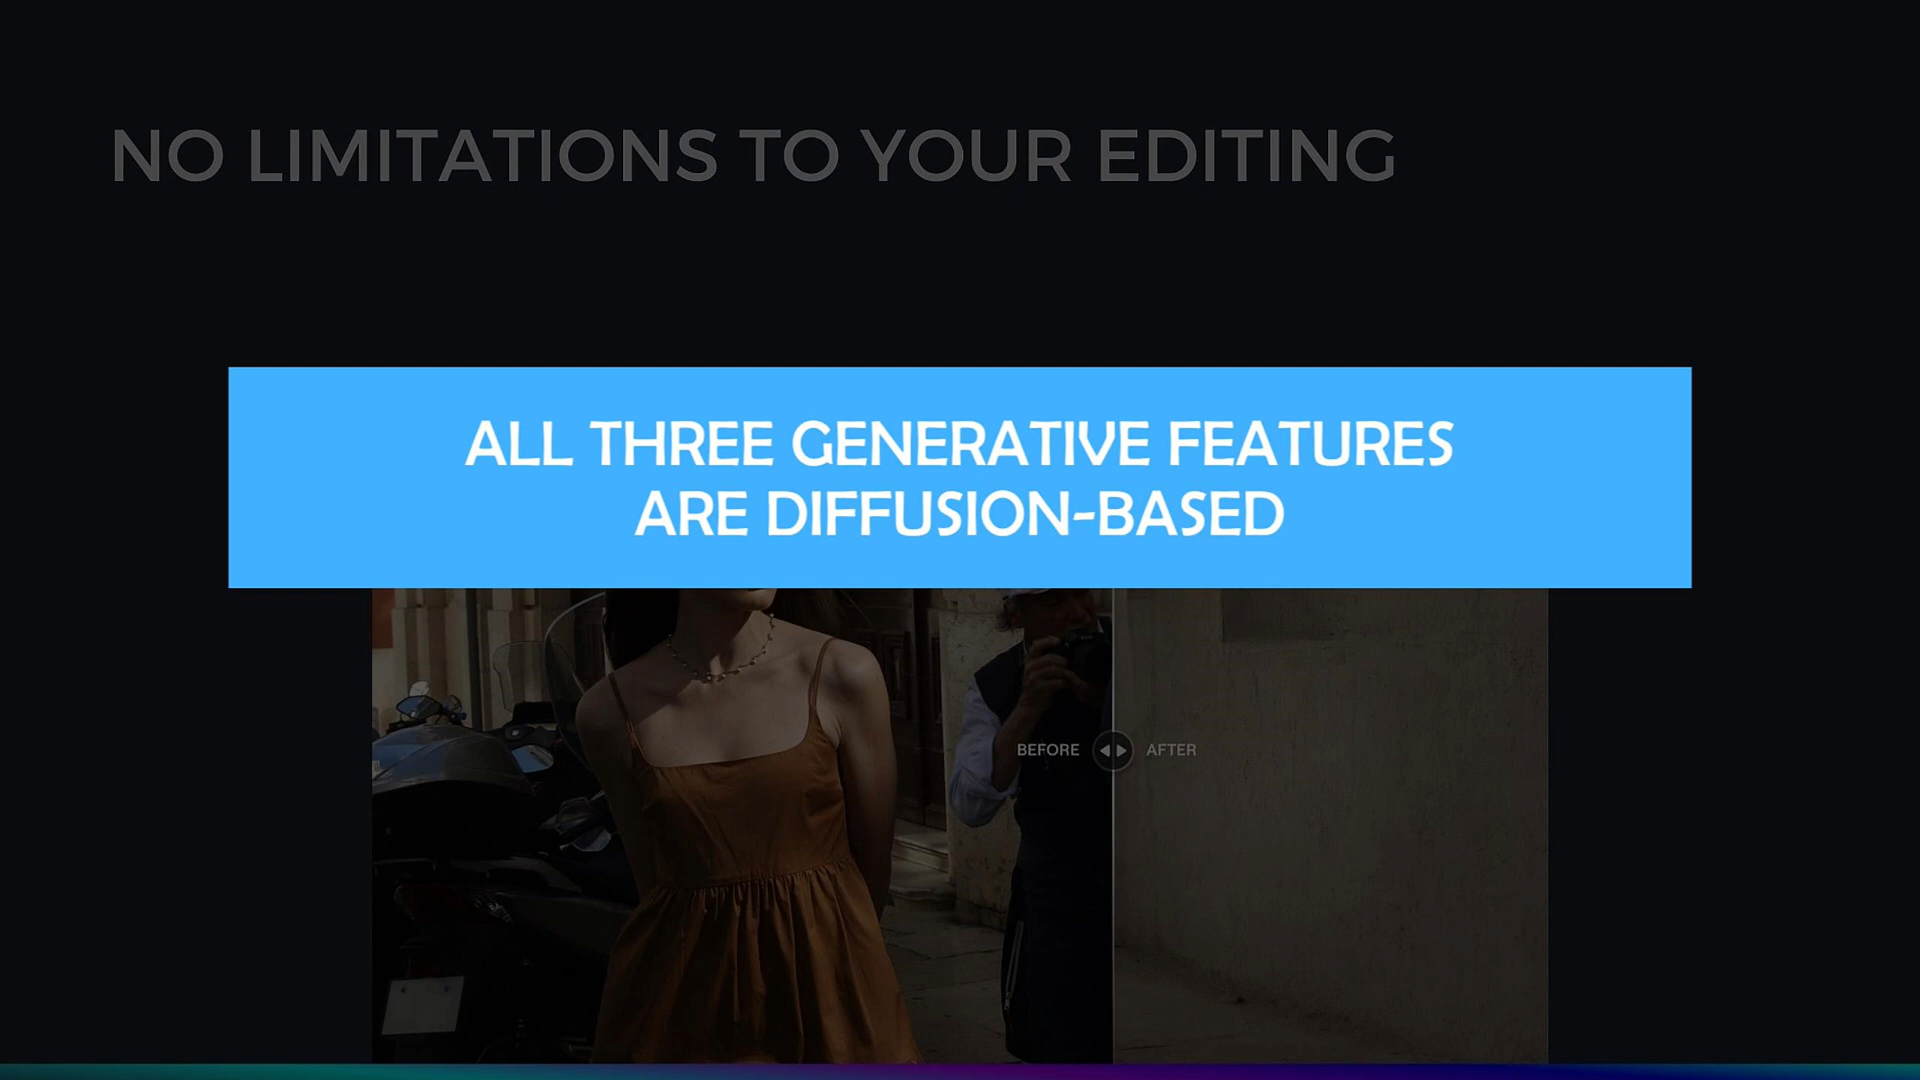 NO LIMITATIONS TO YOUR EDITING
ALL THREE GENERATIVE FEATURES
ARE DIFFUSION-BASED
BEFORE AFTER